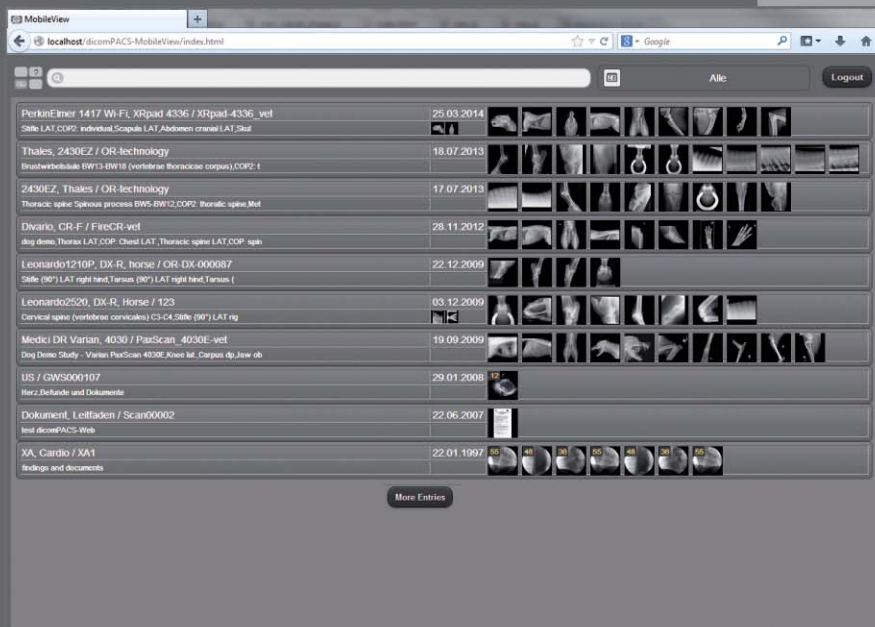 MobileView
localhost/dicomPACS-MobileView/index.html
Google
Alle
Logout
PerkinElmer 1417 Wi-Fi, XRpad 4336 / XRpad-4336_vet
25.03.2014
Stifle LAT,COP2: individual,Scapula LAT,Abdomen cranial LAT,Skul
Thales, 2430EZ / OR-technology
18.07.2013
Brustwirbelsäule BW13-BW18 (vertebrae thoracicae corpus),COP2: t
2430EZ, Thales / OR-technology
17.07.2013
Thoracic spine Spinous process BW5-BW12,COP2: thoralic spine,Met
Divario, CR-F / FireCR-vet
28.11.2012
dog demo,Thorax LAT,COP: Chest LAT.,Thoracic spine LAT,COP: spin
Leonardo1210P, DX-R, horse / OR-DX-000087
22.12.2009
Stifle (90°) LAT right hind,Tarsus (90°) LAT right hind,Tarsus (
Leonardo2520, DX-R, Horse / 123
03.12.2009
Cervical spine (vertebrae cervicales) C3-C4,Stifle (90°) LAT rig
Medici DR Varian, 4030 / PaxScan_4030E-vet
19.09.2009
Dog Demo Study - Varian PaxScan 4030E,Knee lat.,Carpus dp,Jaw ob
US / GWS000107
29.01.2008
12
Herz,Befunde und Dokumente
Dokument, Leitfaden / Scan00002
22.06.2007
test dicomPACS-Web
XA, Cardio / XA1
22.01.1997
55 48 36 55 48 36 55
findings and documents
More Entries